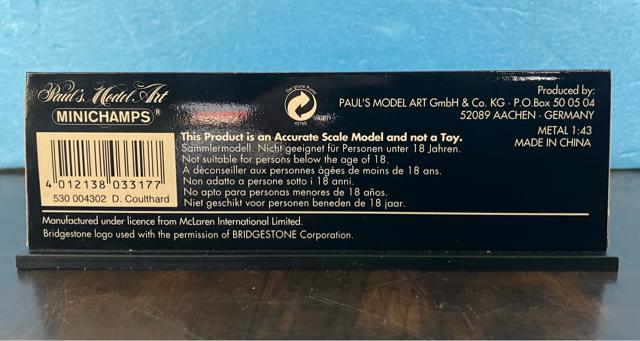 Paul's Model Art
MINICHAMPS®
4 012138 033177
530 004302 D. Coulthard
Der grüne Punkt
PAUL'S MODEL ART GmbH & Co. KG · P.O.Box 50 05 04
52089 AACHEN · GERMANY
Produced by:
METAL 1:43
MADE IN CHINA
This Product is an Accurate Scale Model and not a Toy.
Sammlermodell. Nicht geeignet für Personen unter 18 Jahren.
Not suitable for persons below the age of 18.
A déconseiller aux personnes âgées de moins de 18 ans.
Non adatto a persone sotto i 18 anni.
No apto para personas menores de 18 años.
Niet geschikt voor personen beneden de 18 jaar.
Manufactured under licence from McLaren International Limited.
Bridgestone logo used with the permission of BRIDGESTONE Corporation.